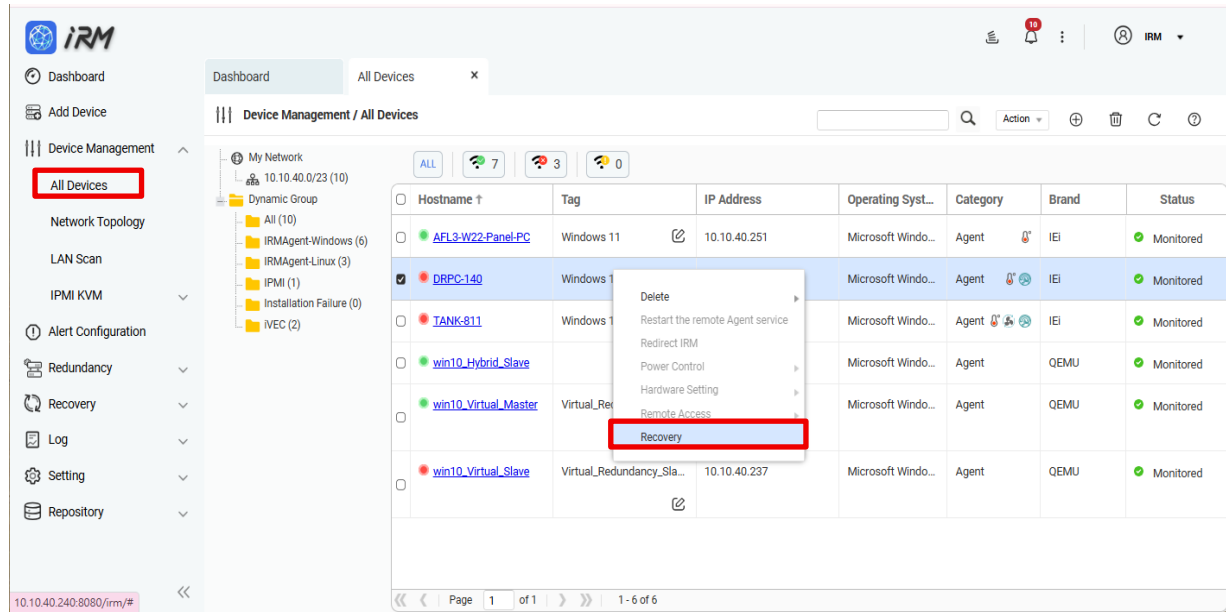 iRM
10
IRM
Dashboard
Add Device
Device Management
All Devices
Network Topology
LAN Scan
IPMI KVM
Alert Configuration
Redundancy
Recovery
Log
Setting
Repository
10.10.40.240:8080/irm/#
Dashboard
All Devices
×
Device Management / All Devices
Action
My Network
10.10.40.0/23 (10)
Dynamic Group
All (10)
IRMAgent-Windows (6)
IRMAgent-Linux (3)
IPMI (1)
Installation Failure (0)
iVEC (2)
ALL 7 3 0
Hostname ↑ Tag IP Address Operating Syst... Category Brand Status
AFL3-W22-Panel-PC Windows 11 10.10.40.251 Microsoft Windo... Agent IEi Monitored
DRPC-140 Windows 1 Microsoft Windo... Agent IEi Monitored
TANK-811 Windows 1 Microsoft Windo... Agent IEi Monitored
win10_Hybrid_Slave Microsoft Windo... Agent QEMU Monitored
win10_Virtual_Master Virtual_Rec Microsoft Windo... Agent QEMU Monitored
win10_Virtual_Slave Virtual_Redundancy_Sla... 10.10.40.237 Microsoft Windo... Agent QEMU Monitored
Delete
Restart the remote Agent service
Redirect IRM
Power Control
Hardware Setting
Remote Access
Recovery
Page 1 of 1 1 - 6 of 6